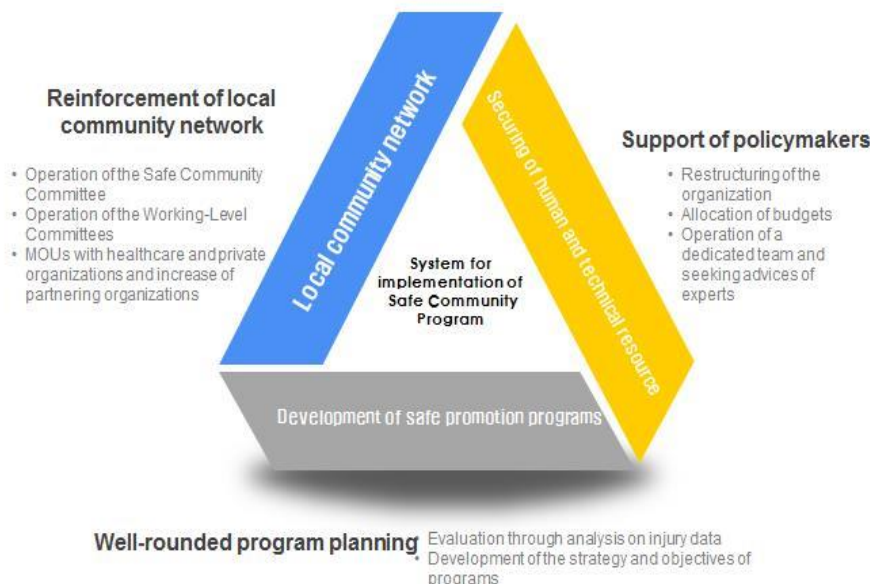 Reinforcement of local
community network
• Operation of the Safe Community
Committee
• Operation of the Working-Level
Committees
• MOUs with healthcare and private
organizations and increase of
partnering organizations
Local community network
Securing of human and technical resource
Support of policymakers
• Restructuring of the
organization
• Allocation of budgets
• Operation of a
dedicated team and
seeking advices of
experts
System for
implementation of
Safe Community
Program
Development of safe promotion programs
Well-rounded program planning
• Evaluation through analysis on injury data
• Development of the strategy and objectives of
programs